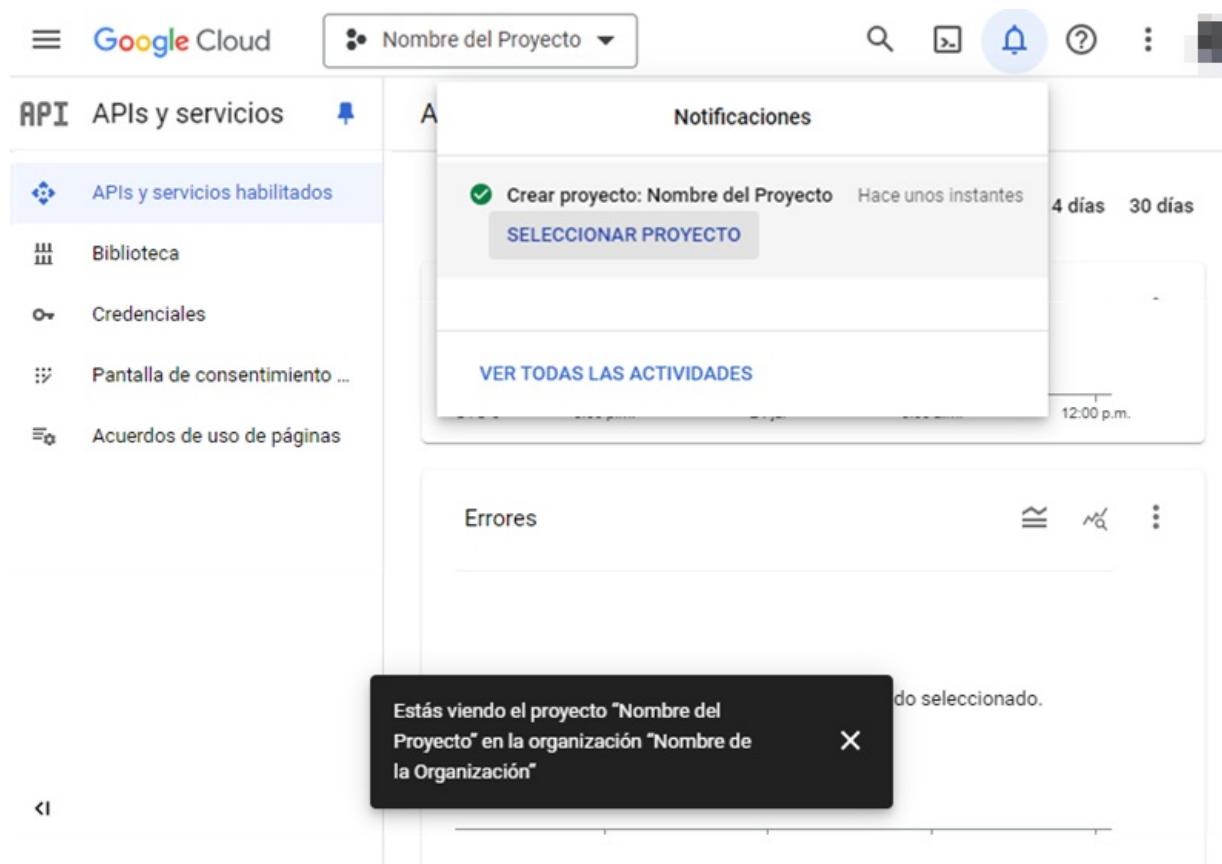 Google Cloud
Nombre del Proyecto
API APIs y servicios
A
Notificaciones
APIs y servicios habilitados
Crear proyecto: Nombre del Proyecto Hace unos instantes
SELECCIONAR PROYECTO
4 días 30 días
Biblioteca
Credenciales
Pantalla de consentimiento ...
VER TODAS LAS ACTIVIDADES
12:00 p.m.
Acuerdos de uso de páginas
Errores
do seleccionado.
Estás viendo el proyecto “Nombre del
Proyecto” en la organización “Nombre de
la Organización”